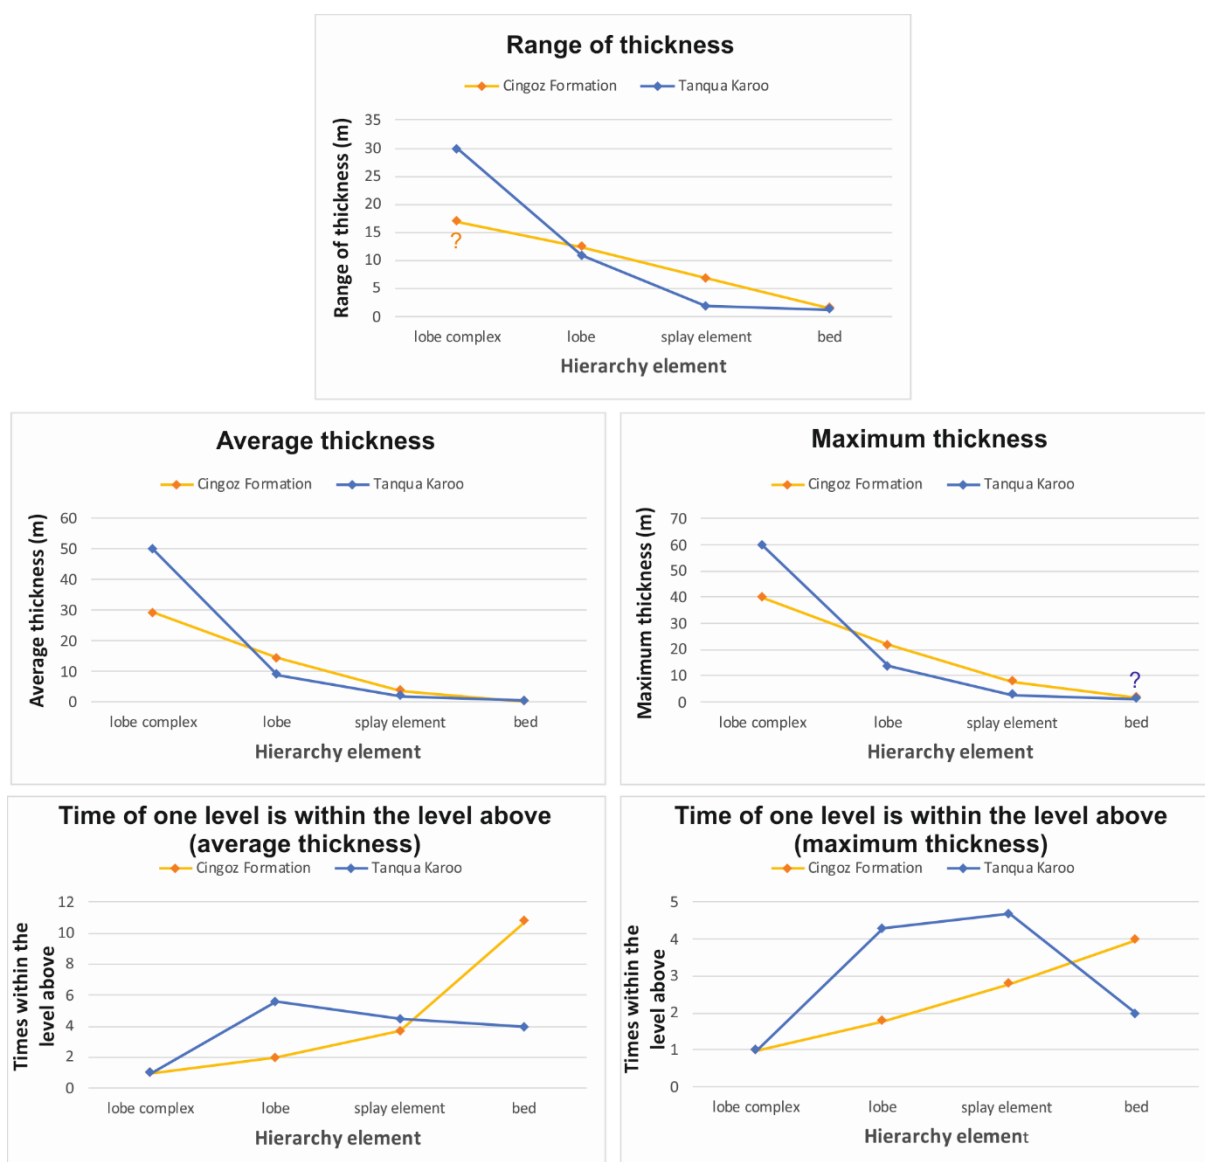 Range of thickness
Cingoz Formation Tanqua Karoo
Range of thickness (m)
35
30
25
20
15
10
5
0
?
lobe complex lobe splay element bed
Hierarchy element
Average thickness
Cingoz Formation Tanqua Karoo
Average thickness (m)
60
50
40
30
20
10
0
lobe complex lobe splay element bed
Hierarchy element
Maximum thickness
Cingoz Formation Tanqua Karoo
Maximum thickness (m)
70
60
50
40
30
20
10
0
?
lobe complex lobe splay element bed
Hierarchy element
Time of one level is within the level above
(average thickness)
Cingoz Formation Tanqua Karoo
Times within the
level above
12
10
8
6
4
2
0
lobe complex lobe splay element bed
Hierarchy element
Time of one level is within the level above
(maximum thickness)
Cingoz Formation Tanqua Karoo
Times within the
level above
5
4
3
2
1
0
lobe complex lobe splay element bed
Hierarchy element